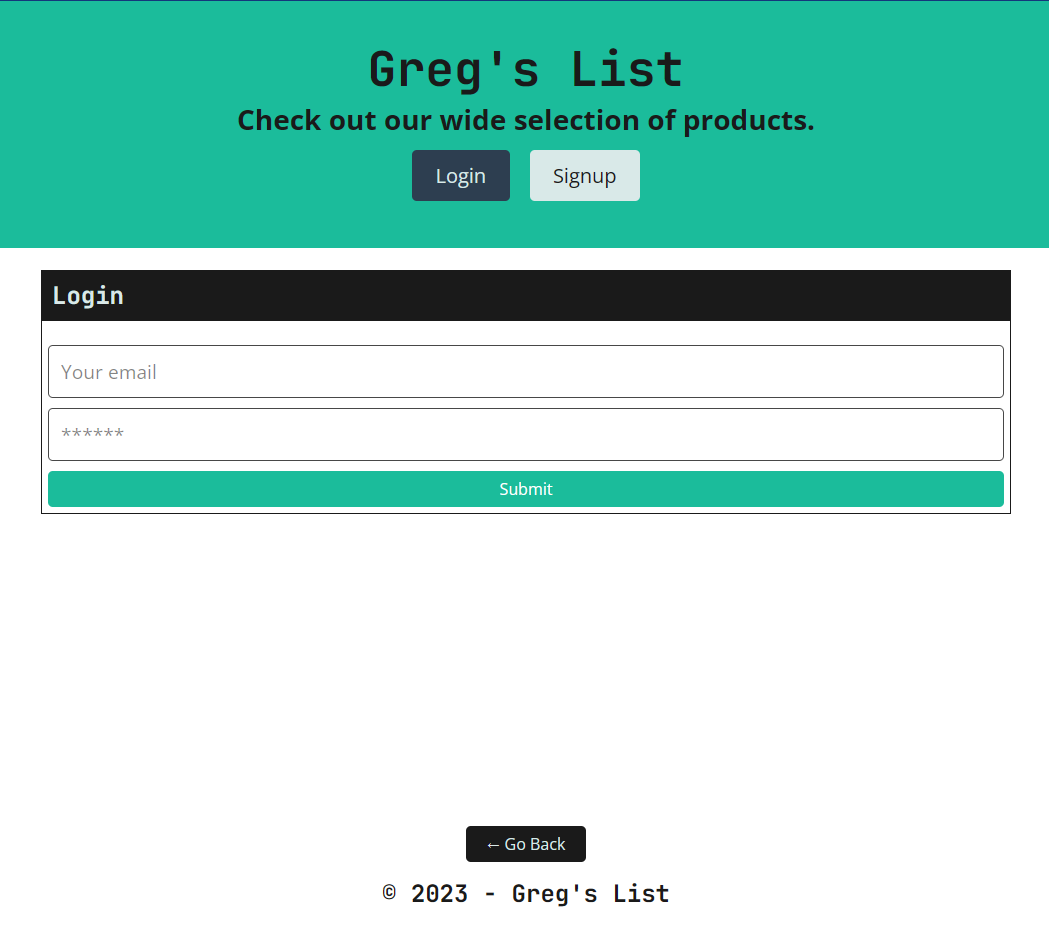 Greg's List
Check out our wide selection of products.
Login Signup
Login
Your email
******
Submit
← Go Back
© 2023 - Greg's List